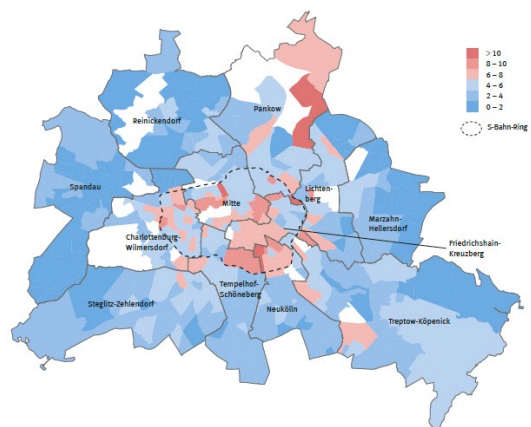 > 10
8 – 10
6 – 8
4 – 6
2 – 4
0 – 2
S-Bahn-Ring
Pankow
Reinickendorf
Spandau
Mitte
Lichten-
berg
Marzahn-
Hellersdorf
Charlottenburg-
Wilmersdorf
Friedrichshain-
Kreuzberg
Steglitz-Zehlendorf
Tempelhof-
Schöneberg
Neukölln
Treptow-Köpenick